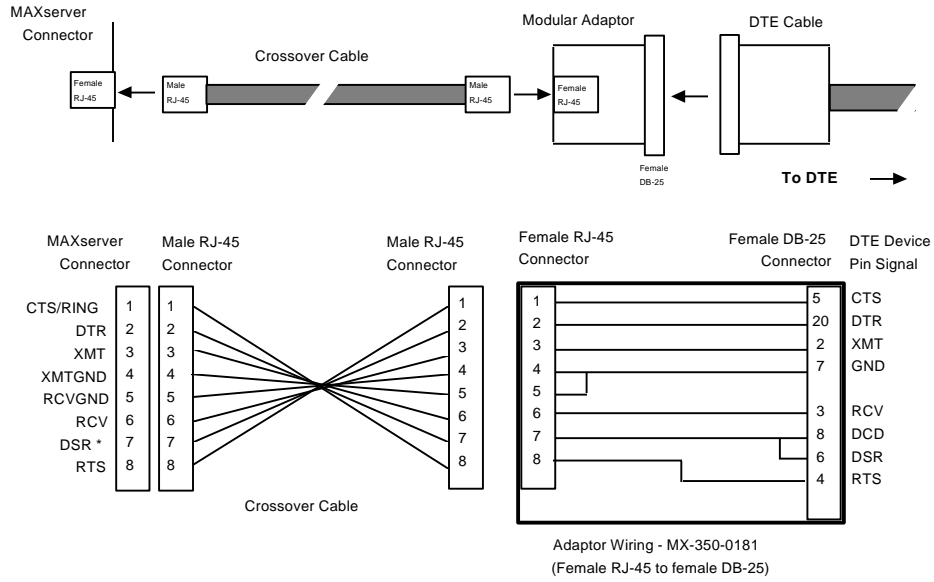 MAXserver
Connector
Modular Adaptor
DTE Cable
Crossover Cable
Female
RJ-45
Male
RJ-45
Male
RJ-45
Female
RJ-45
Female
DB-25
To DTE
MAXserver
Connector
Male RJ-45
Connector
Male RJ-45
Connector
Female RJ-45
Connector
Female DB-25
Connector
DTE Device
Pin Signal
CTS/RING 1 1 1 1 5 CTS
DTR 2 2 2 2 20 DTR
XMT 3 3 3 3 2 XMT
XMTGND 4 4 4 4 7 GND
RCVGND 5 5 5 5
RCV 6 6 6 6 3 RCV
DSR * 7 7 7 7 8 DCD
RTS 8 8 8 8 6 DSR
4 RTS
Crossover Cable
Adaptor Wiring - MX-350-0181
(Female RJ-45 to female DB-25)